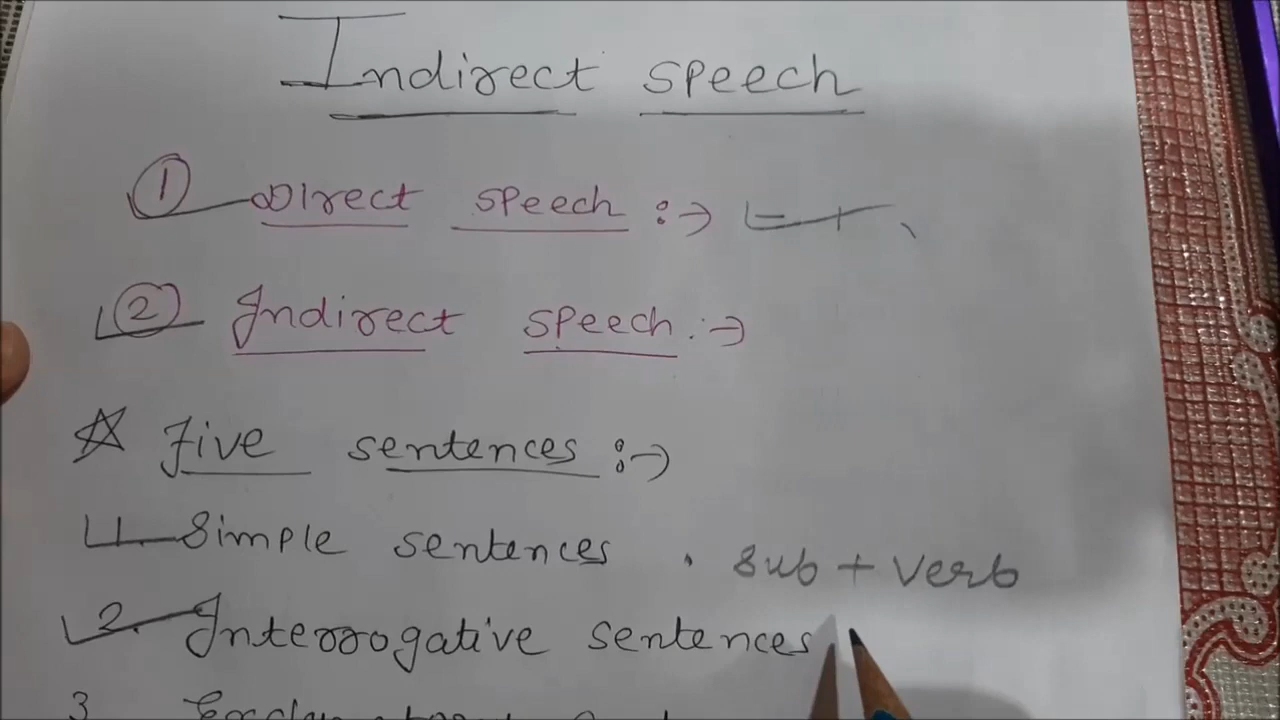 Indirect speech
① Direct speech :→
② Indirect speech :→
☆ Five sentences :→
1. Simple sentences . Sub + Verb
2. Interrogative sentences
3